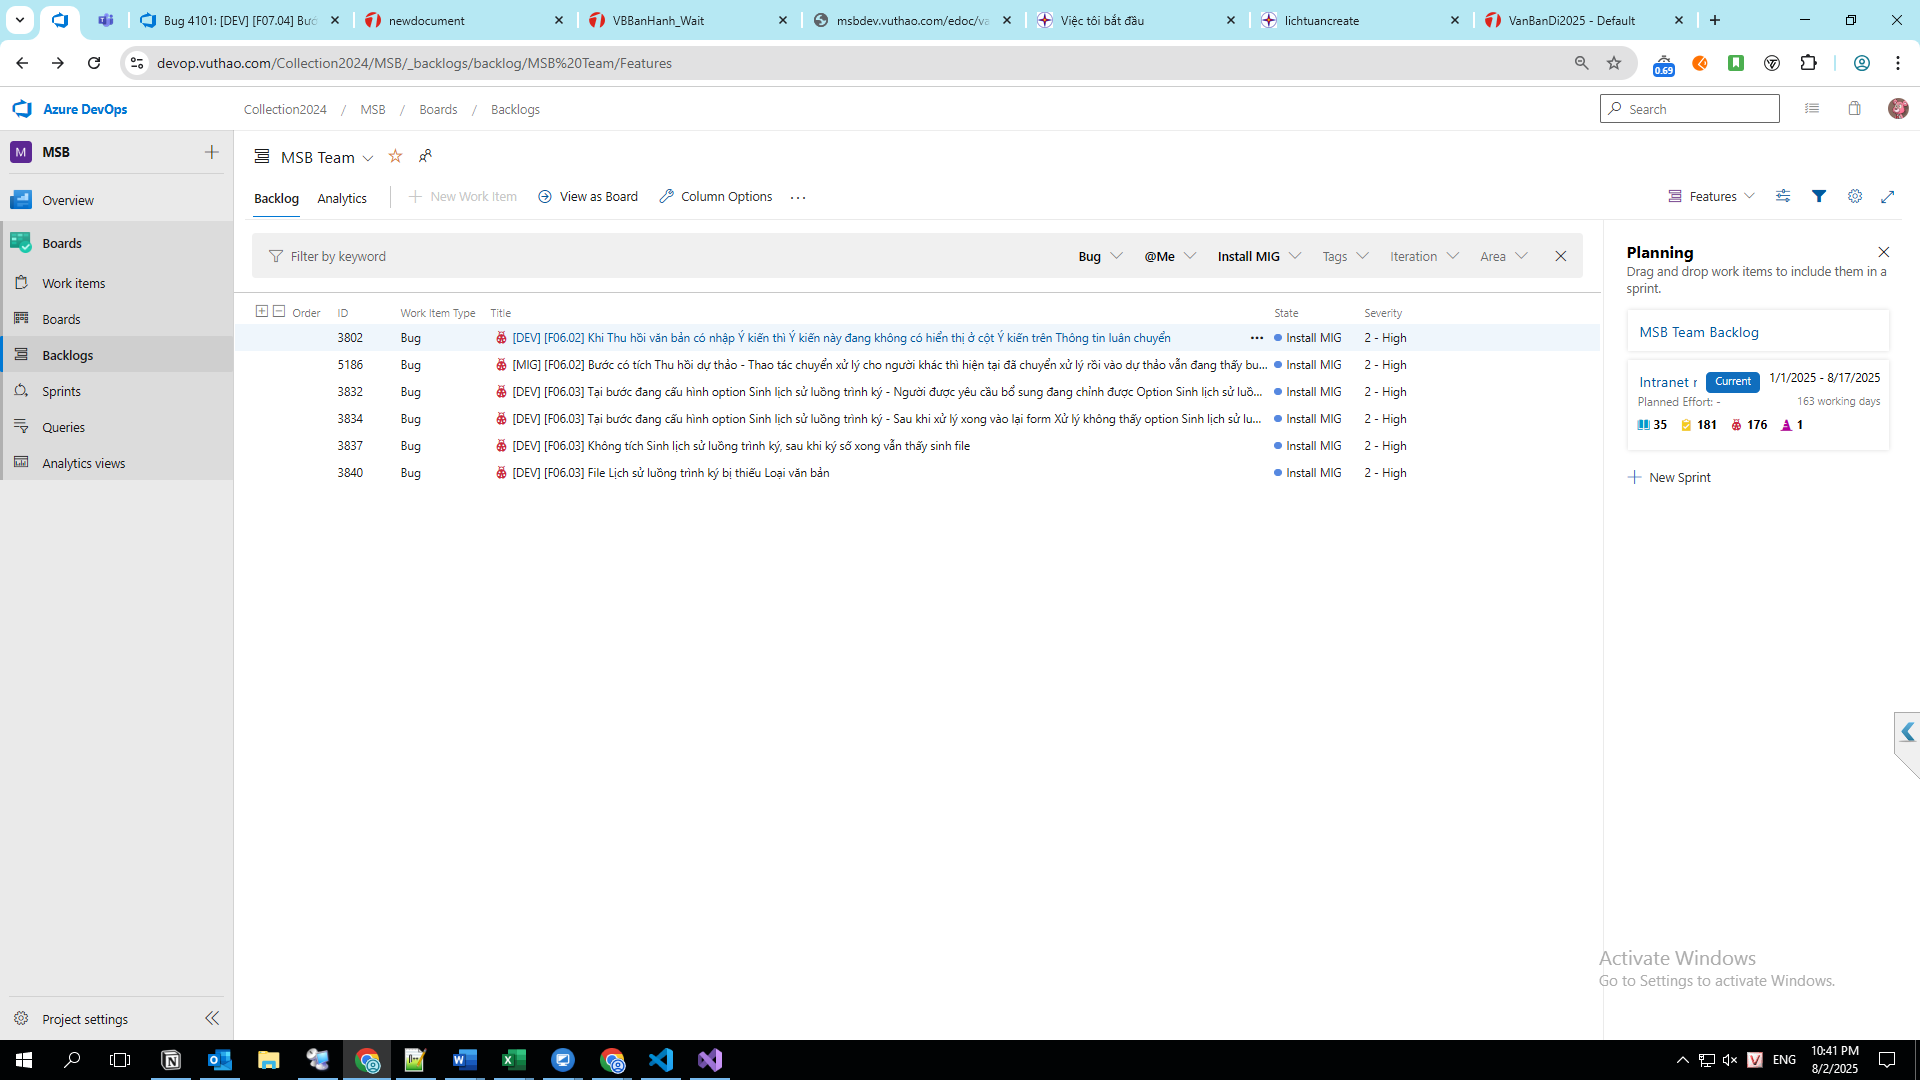 Bug 4101: [DEV] [F07.04] Bướ
newdocument
VBBanHanh_Wait
msbdev.vuthao.com/edoc/va
Việc tôi bắt đầu
lichtuancreate
VanBanDi2025 - Default
devop.vuthao.com/Collection2024/MSB/_backlogs/backlog/MSB%20Team/Features
0.69
Azure DevOps
Collection2024 / MSB / Boards / Backlogs
Search
M MSB
MSB Team
Overview
Backlog Analytics New Work Item View as Board Column Options
Features
Boards
Work items
Boards
Backlogs
Sprints
Queries
Analytics views
Filter by keyword
Bug @Me Install MIG Tags Iteration Area
Order ID Work Item Type Title State Severity
3802 Bug [DEV] [F06.02] Khi Thu hồi văn bản có nhập Ý kiến thì Ý kiến này đang không có hiển thị ở cột Ý kiến trên Thông tin luân chuyển ... Install MIG 2 - High
5186 Bug [MIG] [F06.02] Bước có tích Thu hồi dự thảo - Thao tác chuyển xử lý cho người khác thì hiện tại đã chuyển xử lý rồi vào dự thảo vẫn đang thấy bu... Install MIG 2 - High
3832 Bug [DEV] [F06.03] Tại bước đang cấu hình option Sinh lịch sử luồng trình ký - Người được yêu cầu bổ sung đang chỉnh được Option Sinh lịch sử luồ... Install MIG 2 - High
3834 Bug [DEV] [F06.03] Tại bước đang cấu hình option Sinh lịch sử luồng trình ký - Sau khi xử lý xong vào lại form Xử lý không thấy option Sinh lịch sử lu... Install MIG 2 - High
3837 Bug [DEV] [F06.03] Không tích Sinh lịch sử luồng trình ký, sau khi ký số xong vẫn thấy sinh file Install MIG 2 - High
3840 Bug [DEV] [F06.03] File Lịch sử luồng trình ký bị thiếu Loại văn bản Install MIG 2 - High
Planning
Drag and drop work items to include them in a
sprint.
MSB Team Backlog
Intranet r Current 1/1/2025 - 8/17/2025
Planned Effort: - 163 working days
35 181 176 1
New Sprint
Activate Windows
Go to Settings to activate Windows.
Project settings
ENG
10:41 PM
8/2/2025